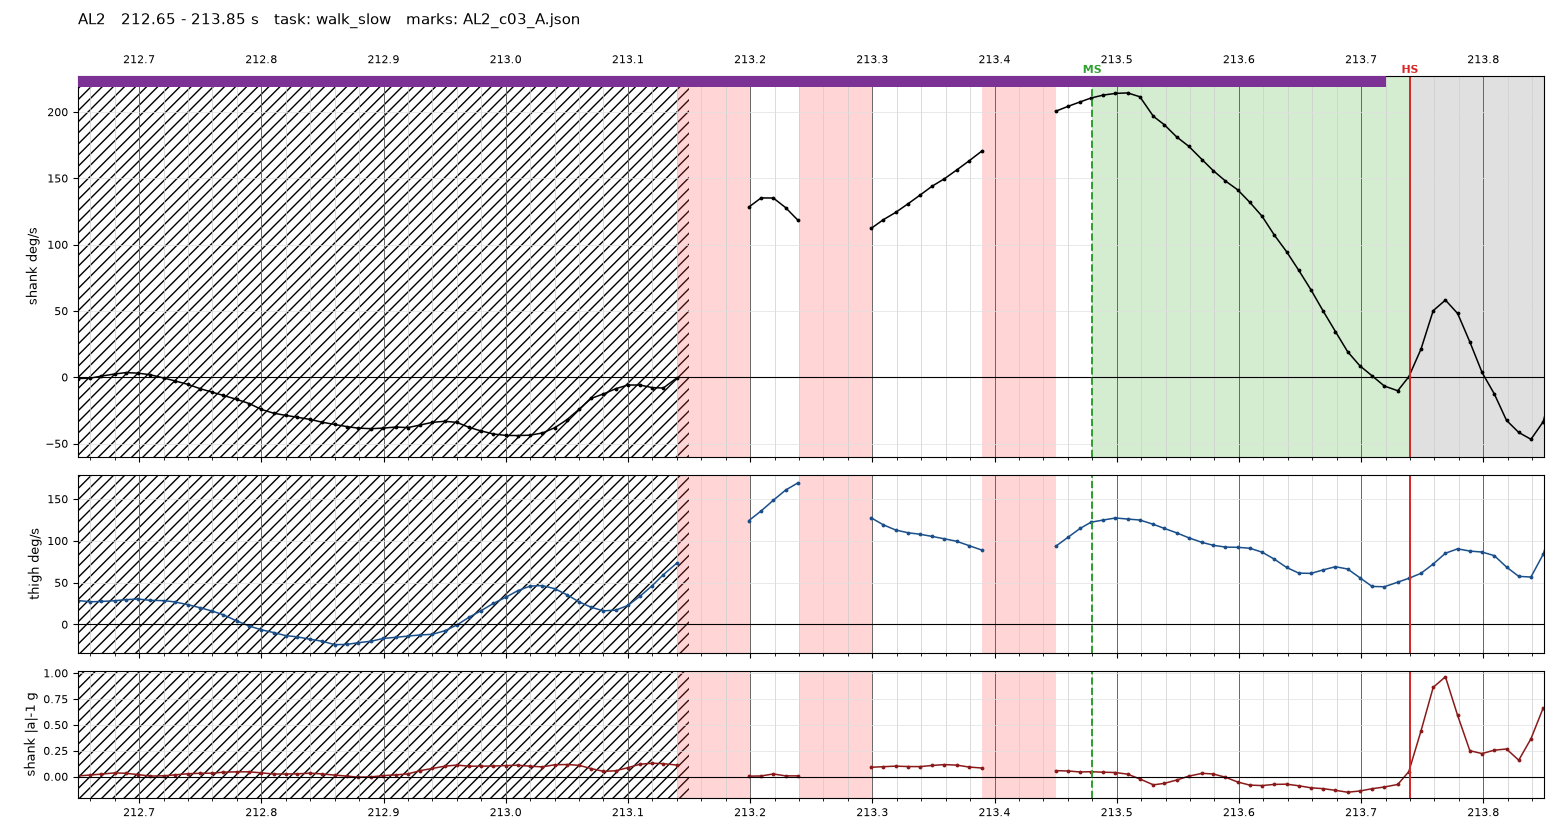 AL2   212.65 - 213.85 s   task: walk_slow   marks: AL2_c03_A.json
212.7 212.8 212.9 213.0 213.1 213.2 213.3 213.4 213.5 213.6 213.7 213.8
MS HS
shank deg/s
200
150
100
50
0
−50
thigh deg/s
150
100
50
0
shank |a|-1 g
1.00
0.75
0.50
0.25
0.00
212.7 212.8 212.9 213.0 213.1 213.2 213.3 213.4 213.5 213.6 213.7 213.8